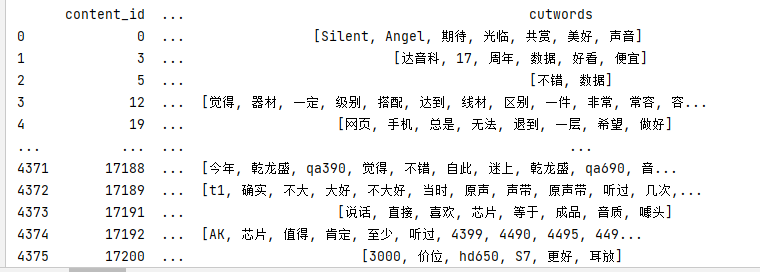 content_id ... cutwords
0 0 ... [Silent, Angel, 期待, 光临, 共赏, 美好, 声音]
1 3 ... [达音科, 17, 周年, 数据, 好看, 便宜]
2 5 ... [不错, 数据]
3 12 ... [觉得, 器材, 一定, 级别, 搭配, 达到, 线材, 区别, 一件, 非常, 常容, 容...
4 19 ... [网页, 手机, 总是, 无法, 退到, 一层, 希望, 做好]
... ... ... ...
4371 17188 ... [今年, 乾龙盛, qa390, 觉得, 不错, 自此, 迷上, 乾龙盛, qa690, 音...
4372 17189 ... [t1, 确实, 不大, 大好, 不大好, 当时, 原声, 声带, 原声带, 听过, 几次,...
4373 17191 ... [说话, 直接, 喜欢, 芯片, 等于, 成品, 音质, 噱头]
4374 17192 ... [AK, 芯片, 值得, 肯定, 至少, 听过, 4399, 4490, 4495, 449...
4375 17200 ... [3000, 价位, hd650, S7, 更好, 耳放]